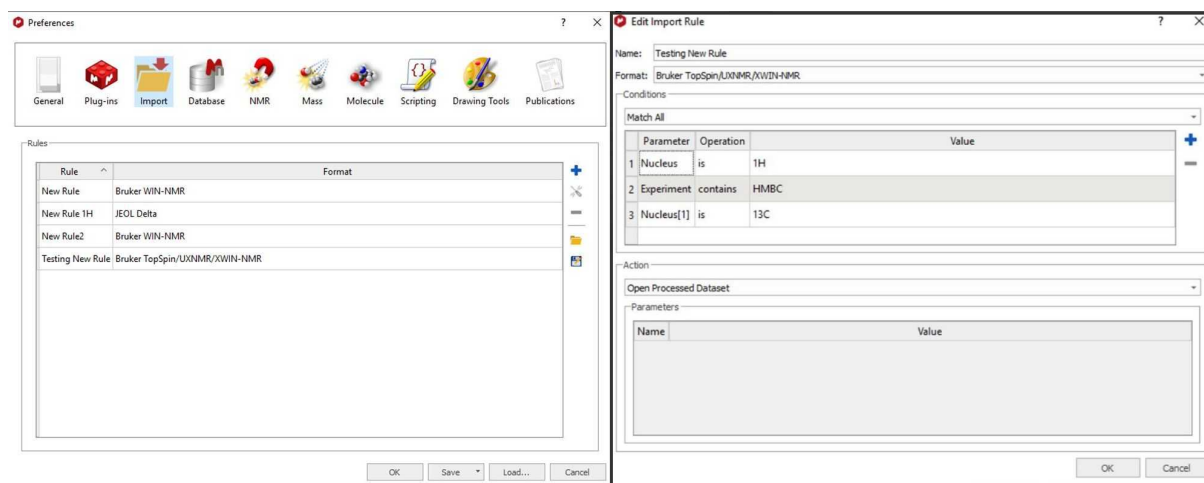 Preferences
?
General Plug-ins Import Database NMR Mass Molecule Scripting Drawing Tools Publications
Rules
Rule Format
New Rule Bruker WIN-NMR
New Rule 1H JEOL Delta
New Rule2 Bruker WIN-NMR
Testing New Rule Bruker TopSpin/UXNMR/XWIN-NMR
OK Save Load... Cancel
Edit Import Rule
?
Name: Testing New Rule
Format: Bruker TopSpin/UXNMR/XWIN-NMR
Conditions
Match All
Parameter Operation Value
1 Nucleus is 1H
2 Experiment contains HMBC
3 Nucleus[1] is 13C
Action
Open Processed Dataset
Parameters
Name Value
OK Cancel